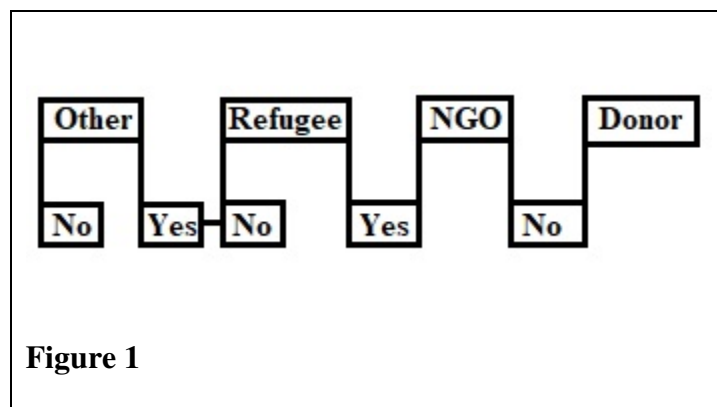 Other Refugee NGO Donor
No Yes No Yes No
Figure 1